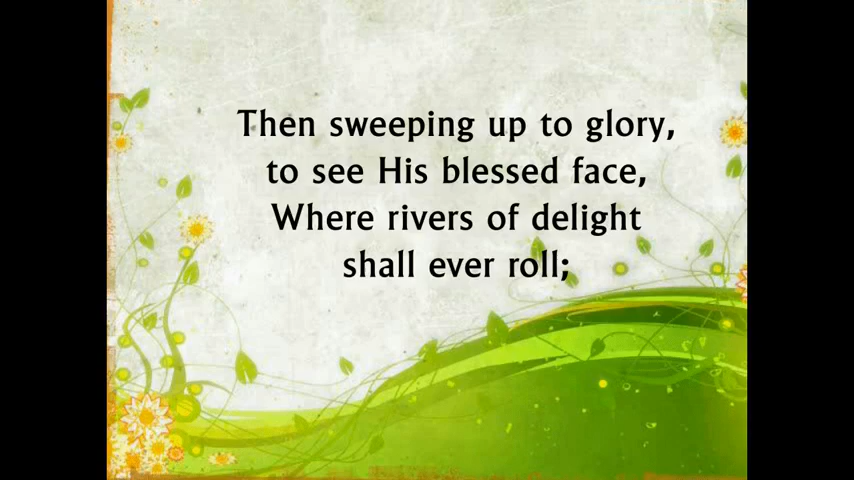 Then sweeping up to glory,
to see His blessed face,
Where rivers of delight
shall ever roll;